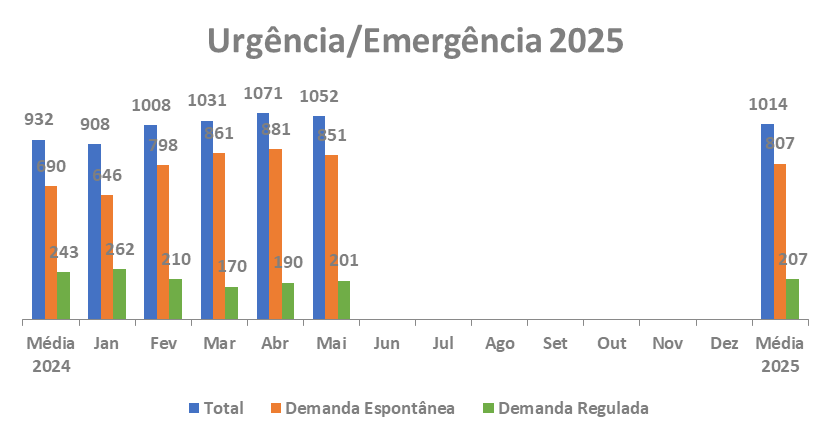 Urgência/Emergência 2025
932
690
243
908
646
262
1008
798
210
1031
861
170
1071
881
190
1052
851
201
1014
807
207
Média 2024
Jan
Fev
Mar
Abr
Mai
Jun
Jul
Ago
Set
Out
Nov
Dez
Média 2025
Total
Demanda Espontânea
Demanda Regulada